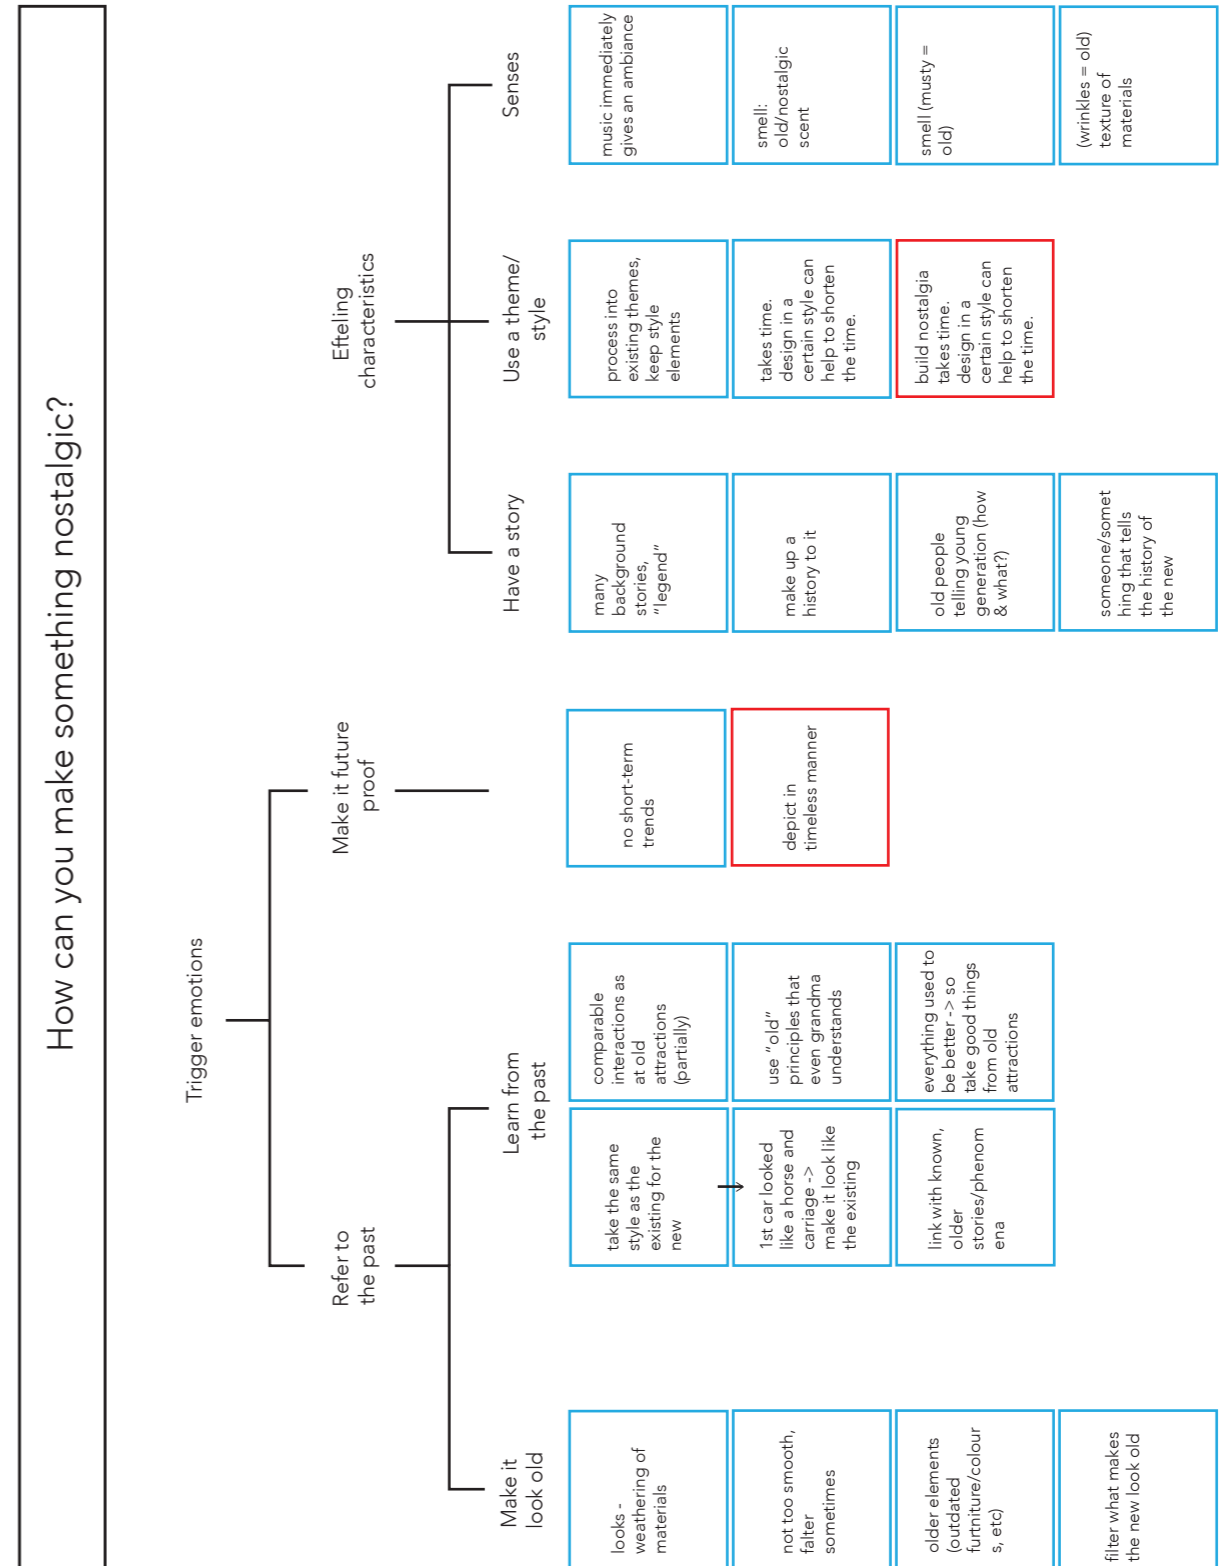 How can you make something nostalgic?
Trigger emotions
Refer to
the past
Make it future
proof
Efteling
characteristics
Make it
look old
Learn from
the past
Have a story
Use a theme/
style
Senses
looks -
weathering of
materials
not too smooth,
falter
sometimes
older elements
(outdated
furtniture/colour
s, etc)
filter what makes
the new look old
take the same
style as the
existing for the
new
1st car looked
like a horse and
carriage ->
make it look like
the existing
link with known,
older
stories/phenom
ena
comparable
interactions as
at old
attractions
(partially)
use "old"
principles that
even grandma
understands
everything used to
be better -> so
take good things
from old
attractions
no short-term
trends
depict in
timeless manner
many
background
stories,
"legend"
make up a
history to it
old people
telling young
generation (how
& what?)
someone/somet
hing that tells
the history of
the new
process into
existing themes,
keep style
elements
takes time.
design in a
certain style can
help to shorten
the time.
build nostalgia
takes time.
design in a
certain style can
help to shorten
the time.
music immediately
gives an ambiance
smell:
old/nostalgic
scent
smell (musty =
old)
(wrinkles = old)
texture of
materials